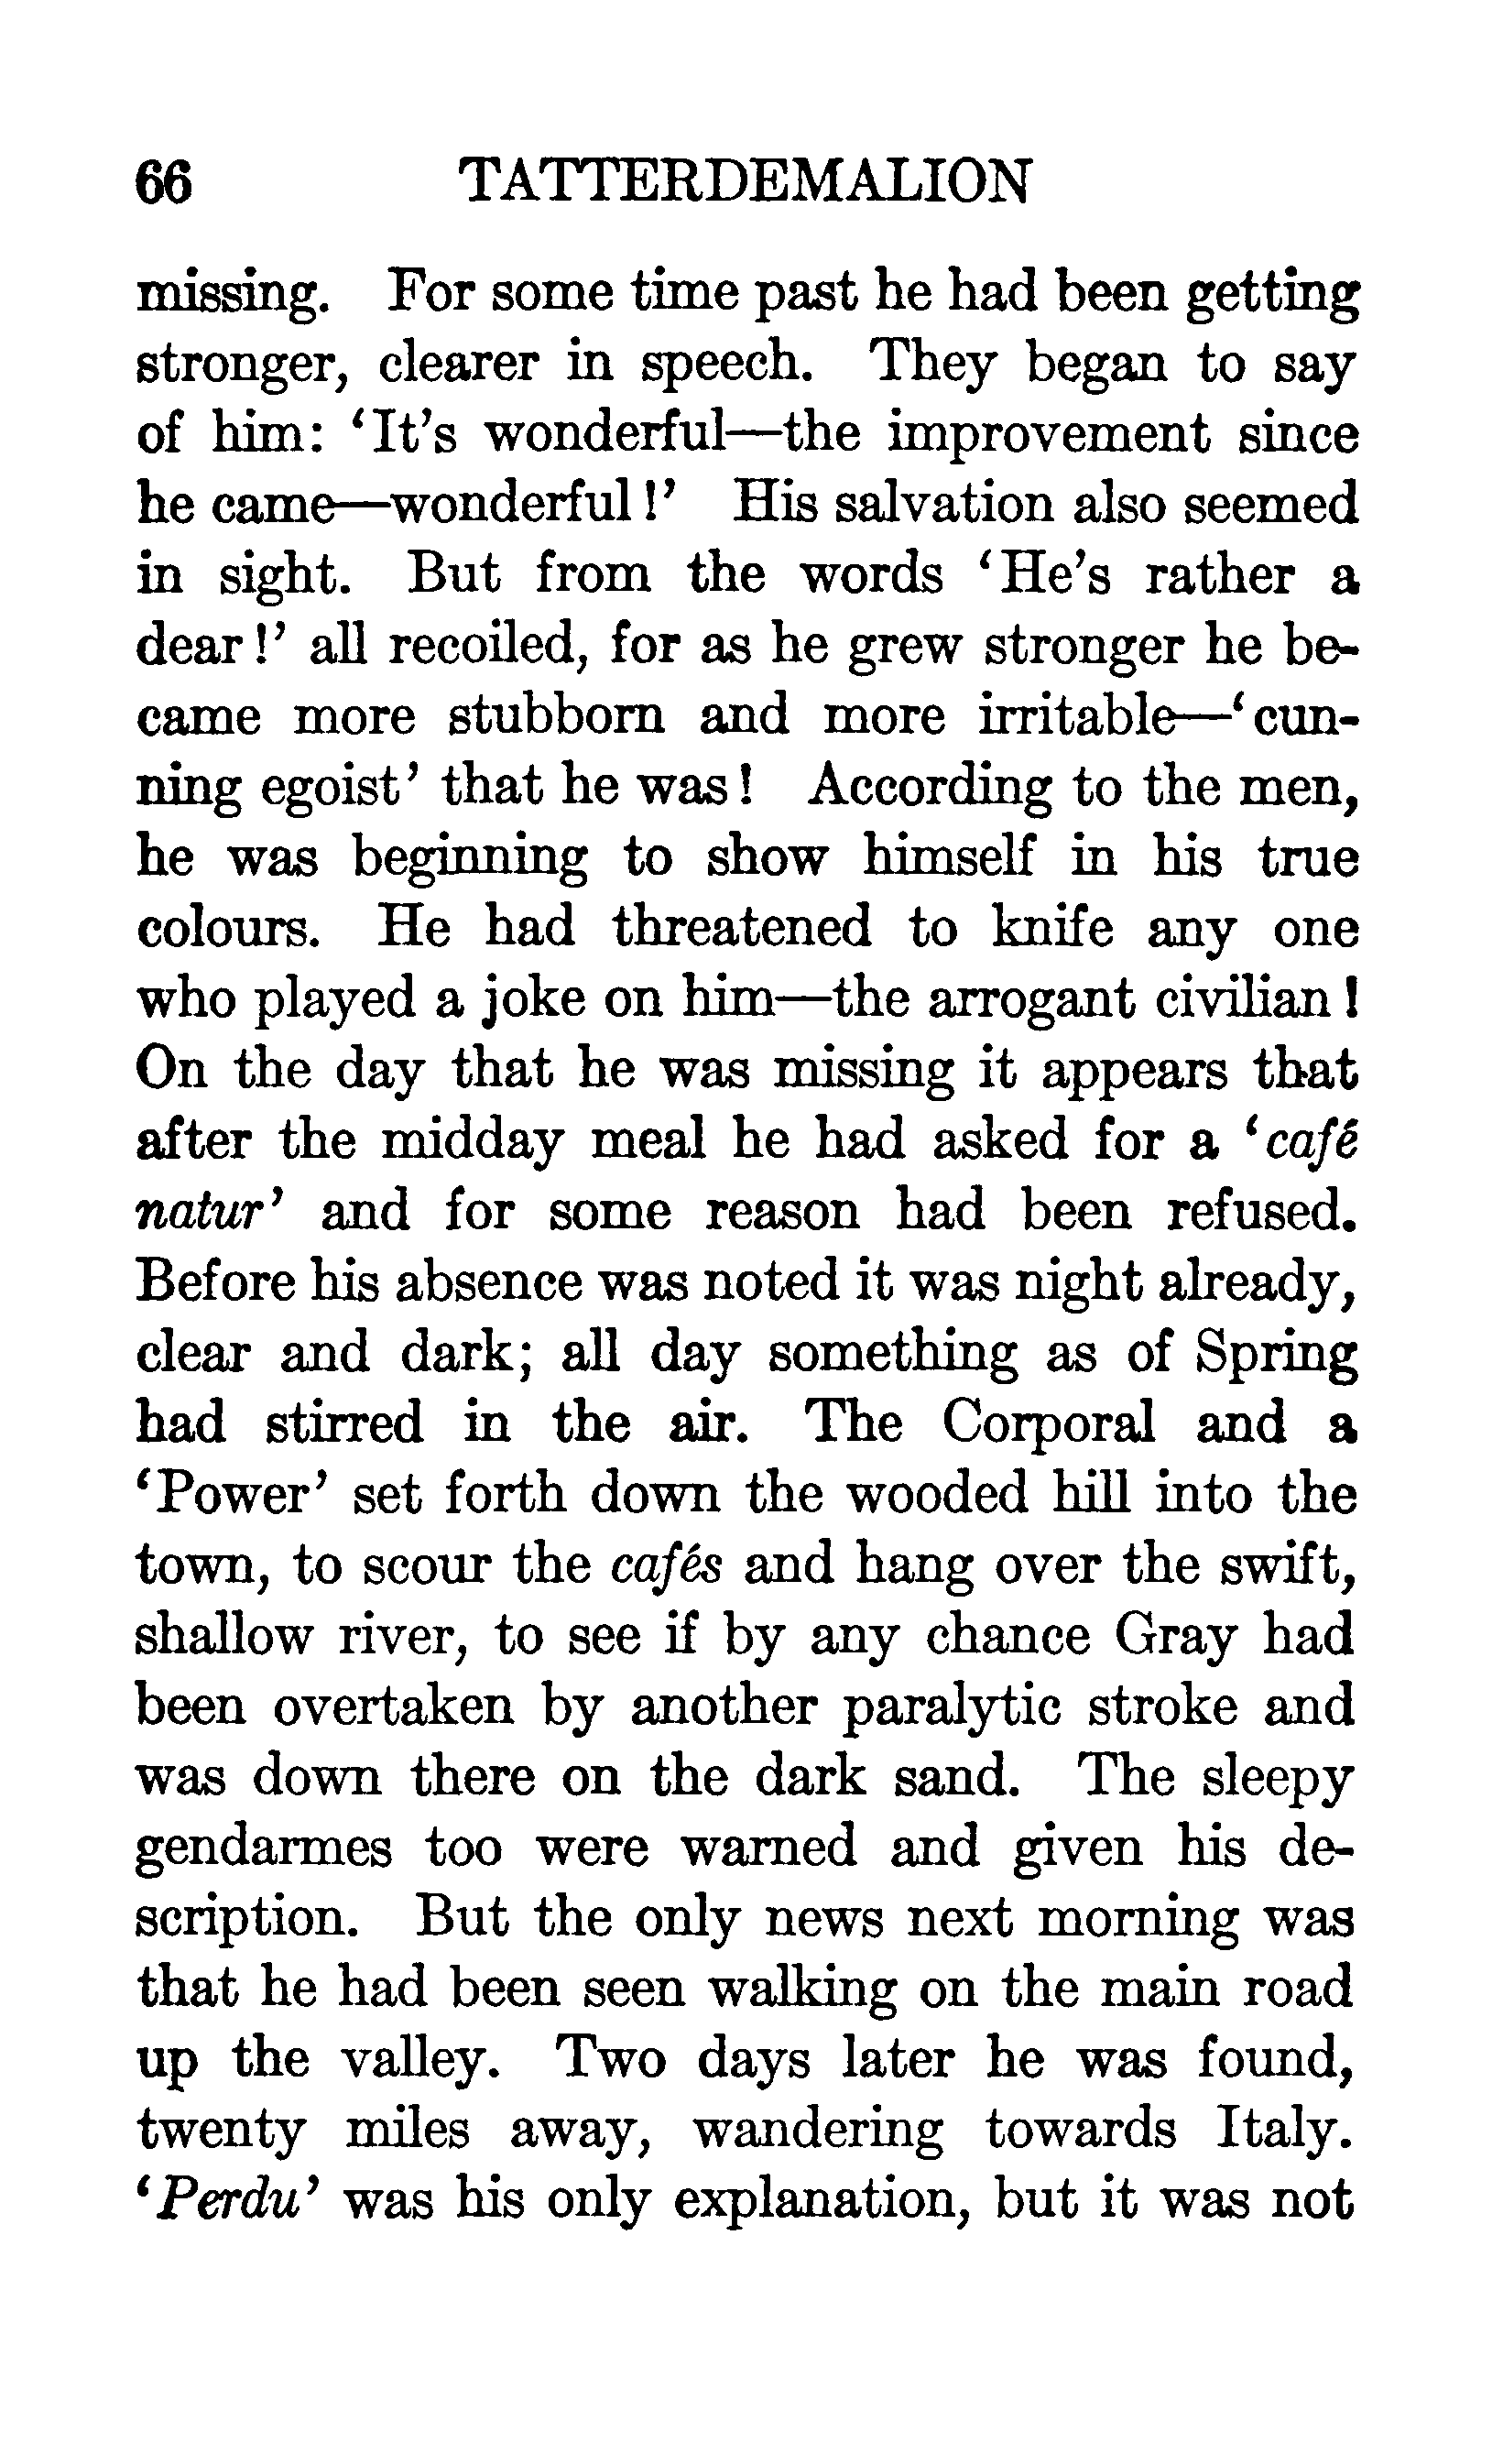 66 TATTERDEMALION
missing. For some time past he had been getting
stronger, clearer in speech. They began to say
of him: ‘It’s wonderful—the improvement since
he came—wonderful!’ His salvation also seemed
in sight. But from the words ‘He’s rather a
dear!’ all recoiled, for as he grew stronger he be-
came more stubborn and more irritable—‘cun-
ning egoist’ that he was! According to the men,
he was beginning to show himself in his true
colours. He had threatened to knife any one
who played a joke on him—the arrogant civilian!
On the day that he was missing it appears that
after the midday meal he had asked for a ‘café
natur’ and for some reason had been refused.
Before his absence was noted it was night already,
clear and dark; all day something as of Spring
had stirred in the air. The Corporal and a
‘Power’ set forth down the wooded hill into the
town, to scour the cafés and hang over the swift,
shallow river, to see if by any chance Gray had
been overtaken by another paralytic stroke and
was down there on the dark sand. The sleepy
gendarmes too were warned and given his de-
scription. But the only news next morning was
that he had been seen walking on the main road
up the valley. Two days later he was found,
twenty miles away, wandering towards Italy.
‘Perdu’ was his only explanation, but it was not